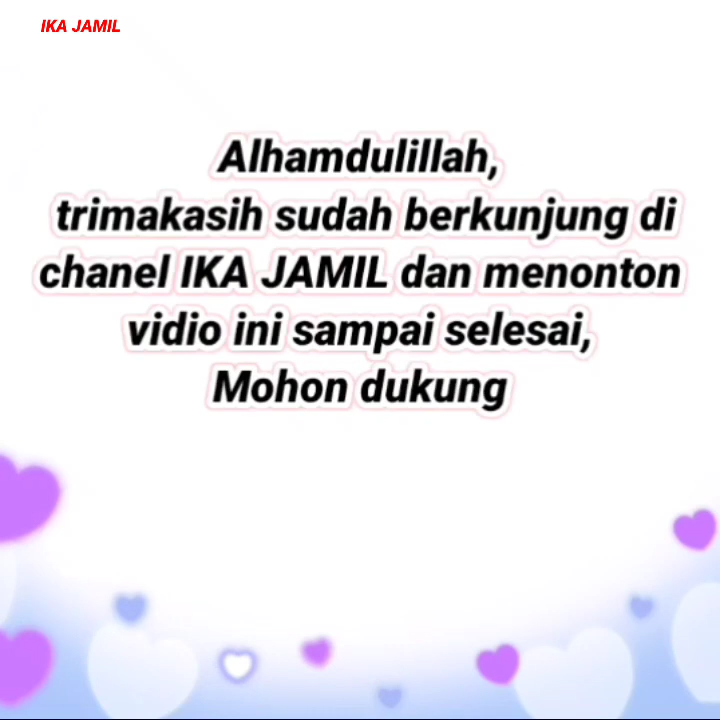 IKA JAMIL
Alhamdulillah,
trimakasih sudah berkunjung di
chanel IKA JAMIL dan menonton
vidio ini sampai selesai,
Mohon dukung